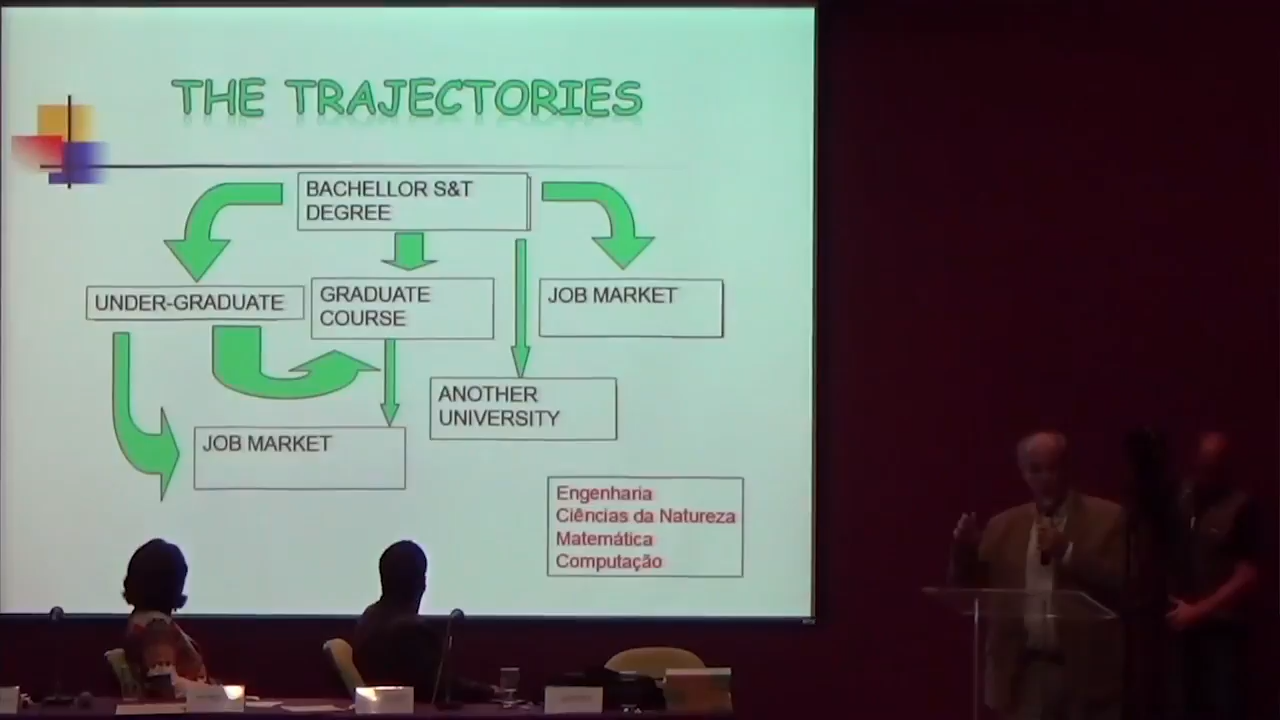 THE TRAJECTORIES
BACHELLOR S&T
DEGREE
UNDER-GRADUATE
GRADUATE
COURSE
JOB MARKET
ANOTHER
UNIVERSITY
JOB MARKET
Engenharia
Ciências da Natureza
Matemática
Computação